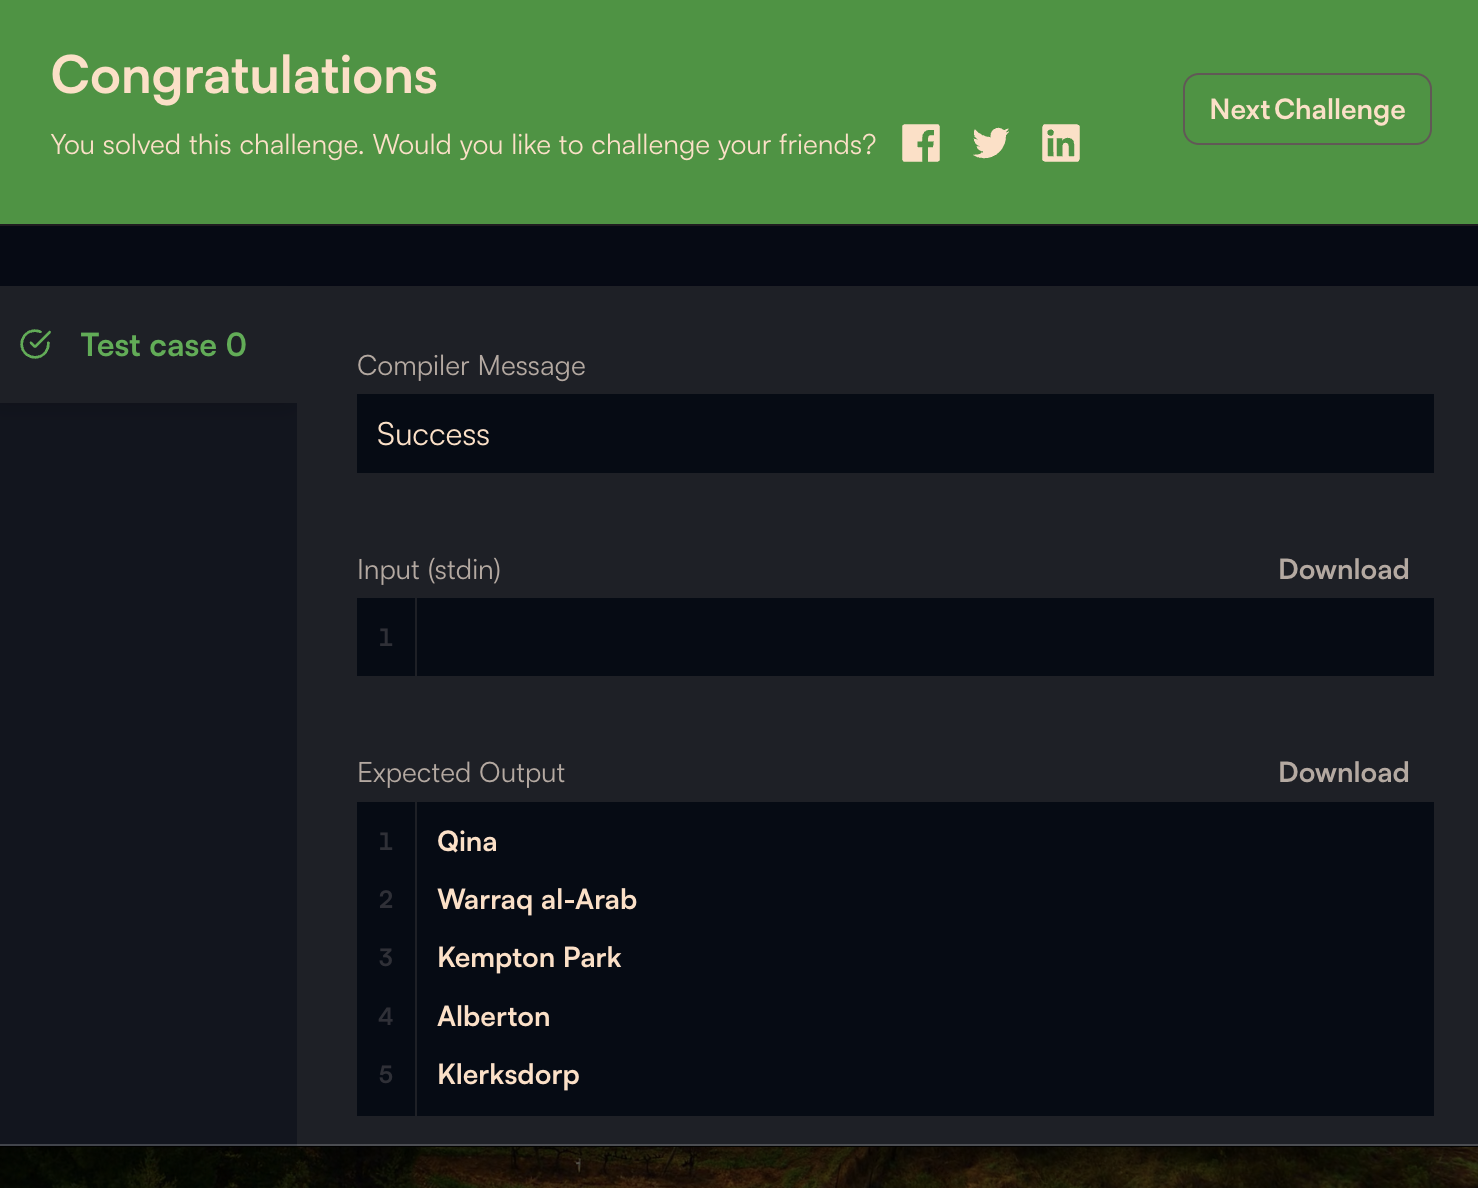 Congratulations
You solved this challenge. Would you like to challenge your friends?
Next Challenge
Test case 0
Compiler Message
Success
Input (stdin)
Download
1
Expected Output
Download
1 Qina
2 Warraq al-Arab
3 Kempton Park
4 Alberton
5 Klerksdorp